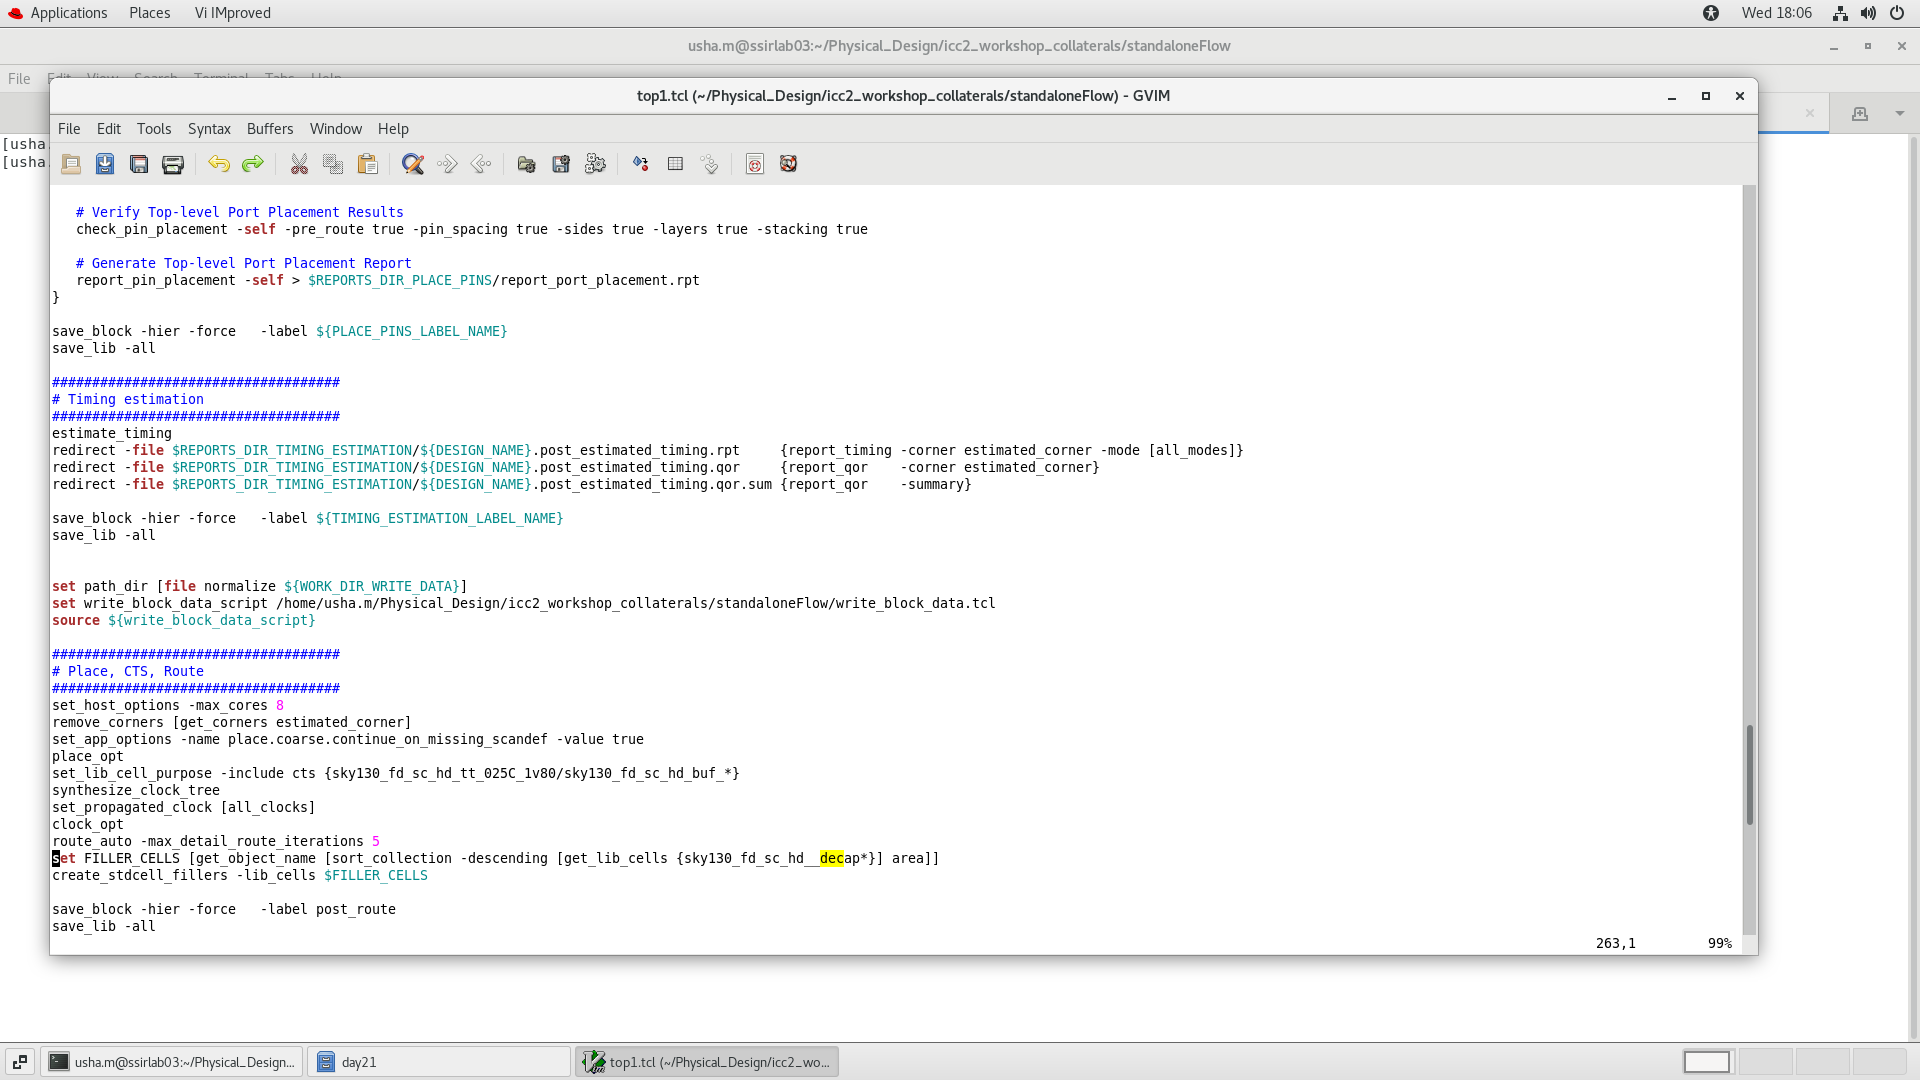 Applications Places Vi IMproved Wed 18:06
usha.m@ssirlab03:~/Physical_Design/icc2_workshop_collaterals/standaloneFlow
File Edit View Search Terminal Tabs Help
top1.tcl (~/Physical_Design/icc2_workshop_collaterals/standaloneFlow) - GVIM
File Edit Tools Syntax Buffers Window Help
[usha.
[usha.
# Verify Top-level Port Placement Results
check_pin_placement -self -pre_route true -pin_spacing true -sides true -layers true -stacking true
# Generate Top-level Port Placement Report
report_pin_placement -self > $REPORTS_DIR_PLACE_PINS/report_port_placement.rpt
}
save_block -hier -force   -label ${PLACE_PINS_LABEL_NAME}
save_lib -all
####################################
# Timing estimation
####################################
estimate_timing
redirect -file $REPORTS_DIR_TIMING_ESTIMATION/${DESIGN_NAME}.post_estimated_timing.rpt     {report_timing -corner estimated_corner -mode [all_modes]}
redirect -file $REPORTS_DIR_TIMING_ESTIMATION/${DESIGN_NAME}.post_estimated_timing.qor     {report_qor    -corner estimated_corner}
redirect -file $REPORTS_DIR_TIMING_ESTIMATION/${DESIGN_NAME}.post_estimated_timing.qor.sum {report_qor    -summary}
save_block -hier -force   -label ${TIMING_ESTIMATION_LABEL_NAME}
save_lib -all
set path_dir [file normalize ${WORK_DIR_WRITE_DATA}]
set write_block_data_script /home/usha.m/Physical_Design/icc2_workshop_collaterals/standaloneFlow/write_block_data.tcl
source ${write_block_data_script}
####################################
# Place, CTS, Route
####################################
set_host_options -max_cores 8
remove_corners [get_corners estimated_corner]
set_app_options -name place.coarse.continue_on_missing_scandef -value true
place_opt
set_lib_cell_purpose -include cts {sky130_fd_sc_hd_tt_025C_1v80/sky130_fd_sc_hd_buf_*}
synthesize_clock_tree
set_propagated_clock [all_clocks]
clock_opt
route_auto -max_detail_route_iterations 5
set FILLER_CELLS [get_object_name [sort_collection -descending [get_lib_cells {sky130_fd_sc_hd__decap*}] area]]
create_stdcell_fillers -lib_cells $FILLER_CELLS
save_block -hier -force   -label post_route
save_lib -all
263,1 99%
usha.m@ssirlab03:~/Physical_Design... day21 top1.tcl (~/Physical_Design/icc2_wo...